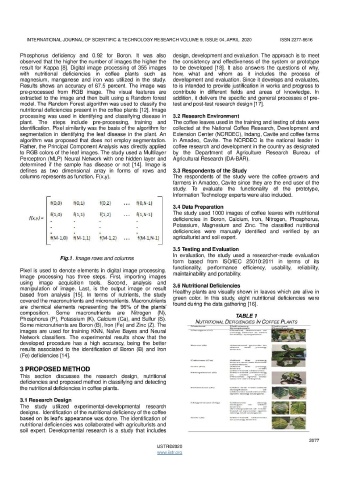 INTERNATIONAL JOURNAL OF SCIENTIFIC & TECHNOLOGY RESEARCH VOLUME 9, ISSUE 04, APRIL 2020 ISSN 2277-8616
Phosphorus deficiency and 0.92 for Boron. It was also
observed that the higher the number of images the higher the
result for Kappa [8]. Digital image processing of 355 images
with nutritional deficiencies in coffee plants such as
magnesium, manganese and iron was utilized in the study.
Results shows an accuracy of 67.5 percent. The image was
pre-processed from RGB image. The visual features are
extracted to the image and then built using a Random forest
model. The Random Forest algorithm was used to classify the
nutritional deficiencies present in the coffee plants [12]. Image
processing was used in identifying and classifying disease in
plant. The steps include pre-processing, training and
identification. Pixel similarity was the basis of the algorithm for
segmentation in identifying the leaf disease in the plant. An
algorithm was proposed that does not employ segmentation.
Rather, the Principal Component Analysis was directly applied
to RGB colors of the leaf images. The study used a Multilayer
Perceptron (MLP) Neural Network with one hidden layer and
determined if the sample has disease or not [14]. Image is
defines as two dimensional array in forms of rows and
columns represents as function, F(x,y).
f(0,0) f(0,1) f(0,2) ... f(0,N-1)
f(1,0) f(1,1) f(1,2) ... f(1,N-1)
f(x,y) =
f(M-1,0) f(M-1,1) f(M-1,2) ... f(M-1,N-1)
Fig.1. Image rows and columns
Pixel is used to denote elements in digital image processing.
Image processing has three steps. First, importing images
using image acquisition tools. Second, analysis and
manipulation of image. Last, is the output image or result
based from analysis [15]. In terms of nutrients, the study
covered the macronutrients and micronutrients. Macronutrients
are chemical elements representing the 95% of the plants'
composition. Some macronutrients are Nitrogen (N),
Phosphorus (P), Potassium (K), Calcium (Ca), and Sulfur (S).
Some micronutrients are Boron (B), Iron (Fe) and Zinc (Z). The
images are used for training KNN, Naïve Bayes and Neural
Network classifiers. The experimental results show that the
developed procedure has a high accuracy, being the better
results associated to the identification of Boron (B) and Iron
(Fe) deficiencies [14].
3 PROPOSED METHOD
This section discusses the research design, nutritional
deficiencies and proposed method in classifying and detecting
the nutritional deficiencies in coffee plants.
3.1 Research Design
The study utilized experimental-developmental research
designs. Identification of the nutritional deficiency of the coffee
based on its leaf's appearance was done. The identification of
nutritional deficiencies was collaborated with agriculturists and
soil expert. Developmental research is a study that includes
design, development and evaluation. The approach is to meet
the consistency and effectiveness of the system or prototype
to be developed [16]. It also answers the questions of why,
how, what and whom as it includes the process of
development and evaluation. Since it develops and evaluates,
it is intended to provide justification in works and progress to
contribute in different fields and areas of knowledge. In
addition, it delivers the specific and general processes of pre-
test and post-test research design [17].
3.2 Research Environment
The coffee leaves used in the training and testing of data were
collected at the National Coffee Research, Development and
Extension Center (NCRDEC), Indang, Cavite and coffee farms
in Amadeo, Cavite. The NCRDEC is the national leader in
coffee research and development in the country as designated
by the Department of Agriculture Research Bureau of
Agricultural Research (DA-BAR).
3.3 Respondents of the Study
The respondents of the study were the coffee growers and
farmers in Amadeo, Cavite since they are the end user of the
study. To evaluate the functionality of the prototype,
Information Technology experts were also included.
3.4 Data Preparation
The study used 1000 images of coffee leaves with nutritional
deficiencies in Boron, Calcium, Iron, Nitrogen, Phosphorus,
Potassium, Magnesium and Zinc. The classified nutritional
deficiencies were manually identified and verified by an
agriculturist and soil expert.
3.5 Testing and Evaluation
In evaluation, the study used a researcher-made evaluation
form based from ISO/IEC 25010:2011 in terms of its
functionality, performance efficiency, usability, reliability,
maintainability and portability.
3.6 Nutritional Deficiencies
Healthy plants are visually shown in leaves which are alive in
green color. In this study, eight nutritional deficiencies were
found during the data gathering [18].
TABLE 1
NUTRITIONAL DEFICIENCIES IN COFFEE PLANTS
2077
IJSTR©2020
www.ijstr.org